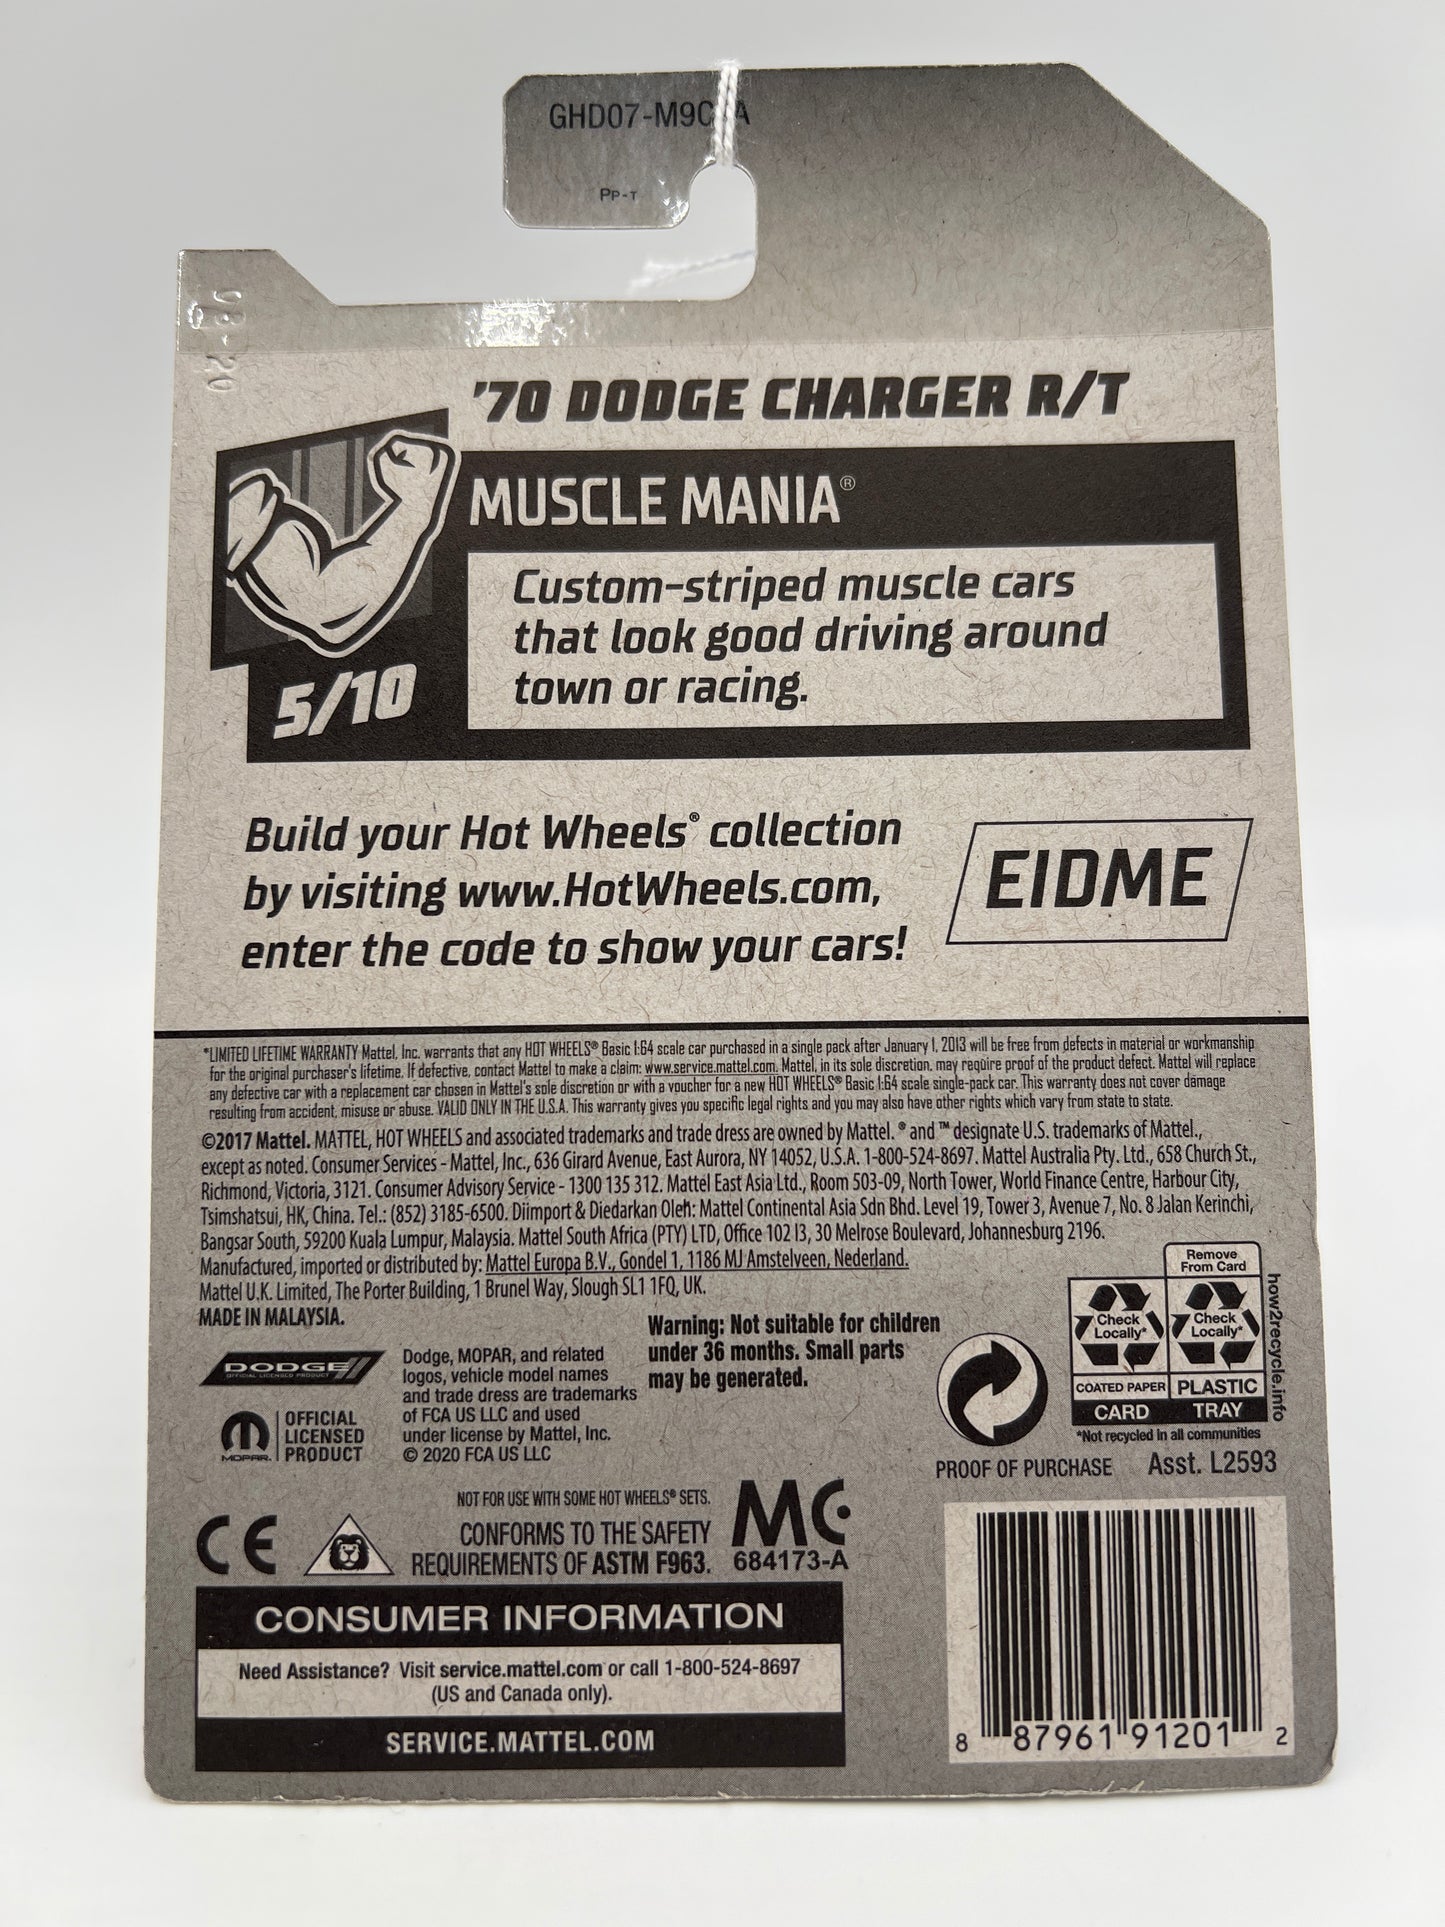 GHD07-M9C
PP-T
'70 DODGE CHARGER R/T
MUSCLE MANIA®
Custom-striped muscle cars
that look good driving around
town or racing.
5/10
Build your Hot Wheels® collection
by visiting www.HotWheels.com,
enter the code to show your cars!
EIDME
*LIMITED LIFETIME WARRANTY Mattel, Inc. warrants that any HOT WHEELS® Basic 1:64 scale car purchased in a single pack after January 1, 2013 will be free from defects in material or workmanship
for the original purchaser's lifetime. If defective, contact Mattel to make a claim: www.service.mattel.com. Mattel, in its sole discretion, may require proof of the product defect. Mattel will replace
any defective car with a replacement car chosen in Mattel's sole discretion or with a voucher for a new HOT WHEELS® Basic 1:64 scale single-pack car. This warranty does not cover damage
resulting from accident, misuse or abuse. VALID ONLY IN THE U.S.A. This warranty gives you specific legal rights and you may also have other rights which vary from state to state.
©2017 Mattel. MATTEL, HOT WHEELS and associated trademarks and trade dress are owned by Mattel. ® and ™ designate U.S. trademarks of Mattel.,
except as noted. Consumer Services - Mattel, Inc., 636 Girard Avenue, East Aurora, NY 14052, U.S.A. 1-800-524-8697. Mattel Australia Pty. Ltd., 658 Church St.,
Richmond, Victoria, 3121. Consumer Advisory Service - 1300 135 312. Mattel East Asia Ltd., Room 503-09, North Tower, World Finance Centre, Harbour City,
Tsimshatsui, HK, China. Tel.: (852) 3185-6500. Diimport & Diedarkan Oleh: Mattel Continental Asia Sdn Bhd. Level 19, Tower 3, Avenue 7, No. 8 Jalan Kerinchi,
Bangsar South, 59200 Kuala Lumpur, Malaysia. Mattel South Africa (PTY) LTD, Office 102 I3, 30 Melrose Boulevard, Johannesburg 2196.
Manufactured, imported or distributed by: Mattel Europa B.V., Gondel 1, 1186 MJ Amstelveen, Nederland.
Mattel U.K. Limited, The Porter Building, 1 Brunel Way, Slough SL1 1FQ, UK.
MADE IN MALAYSIA.
Warning: Not suitable for children
under 36 months. Small parts
may be generated.
DODGE
OFFICIAL LICENSED PRODUCT
MOPAR.
OFFICIAL
LICENSED
PRODUCT
Dodge, MOPAR, and related
logos, vehicle model names
and trade dress are trademarks
of FCA US LLC and used
under license by Mattel, Inc.
© 2020 FCA US LLC
Remove
From Card
Check
Locally*
Check
Locally*
COATED PAPER
PLASTIC
CARD
TRAY
*Not recycled in all communities
how2recycle.info
PROOF OF PURCHASE
Asst. L2593
NOT FOR USE WITH SOME HOT WHEELS® SETS.
CE
CONFORMS TO THE SAFETY
REQUIREMENTS OF ASTM F963.
MC
684173-A
CONSUMER INFORMATION
Need Assistance? Visit service.mattel.com or call 1-800-524-8697
(US and Canada only).
SERVICE.MATTEL.COM
8 87961 91201 2